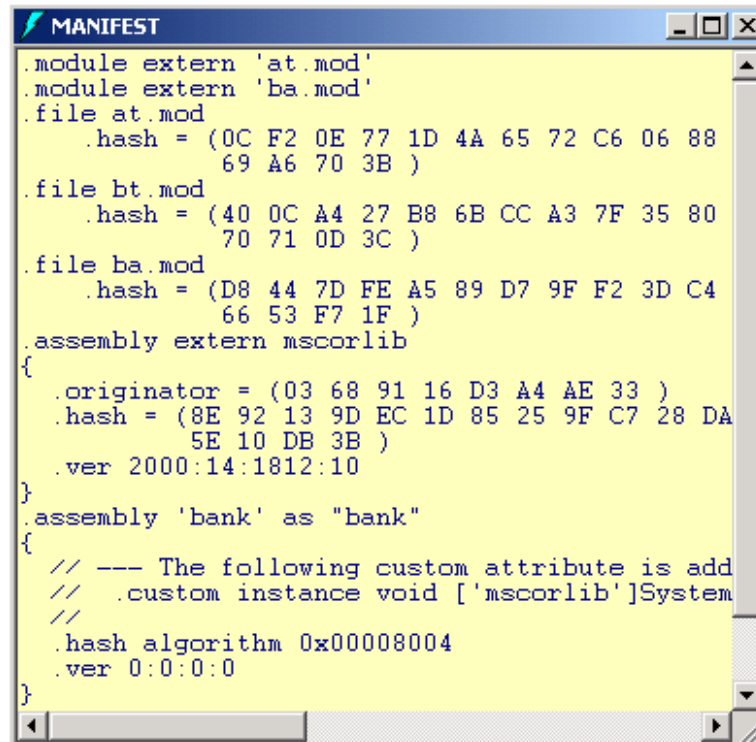 MANIFEST
.module extern 'at.mod'
.module extern 'ba.mod'
.file at.mod
    .hash = (0C F2 0E 77 1D 4A 65 72 C6 06 88
             69 A6 70 3B )
.file bt.mod
    .hash = (40 0C A4 27 B8 6B CC A3 7F 35 80
             70 71 0D 3C )
.file ba.mod
    .hash = (D8 44 7D FE A5 89 D7 9F F2 3D C4
             66 53 F7 1F )
.assembly extern mscorlib
{
  .originator = (03 68 91 16 D3 A4 AE 33 )
  .hash = (8E 92 13 9D EC 1D 85 25 9F C7 28 DA
           5E 10 DB 3B )
  .ver 2000:14:1812:10
}
.assembly 'bank' as "bank"
{
  // --- The following custom attribute is add
  //  .custom instance void ['mscorlib']System
  //
  .hash algorithm 0x00008004
  .ver 0:0:0:0
}